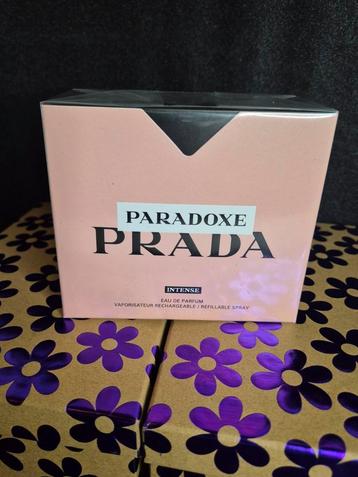 PARADOXE
PRADA
INTENSE
EAU DE PARFUM
VAPORISATEUR RECHARGEABLE / REFILLABLE SPRAY